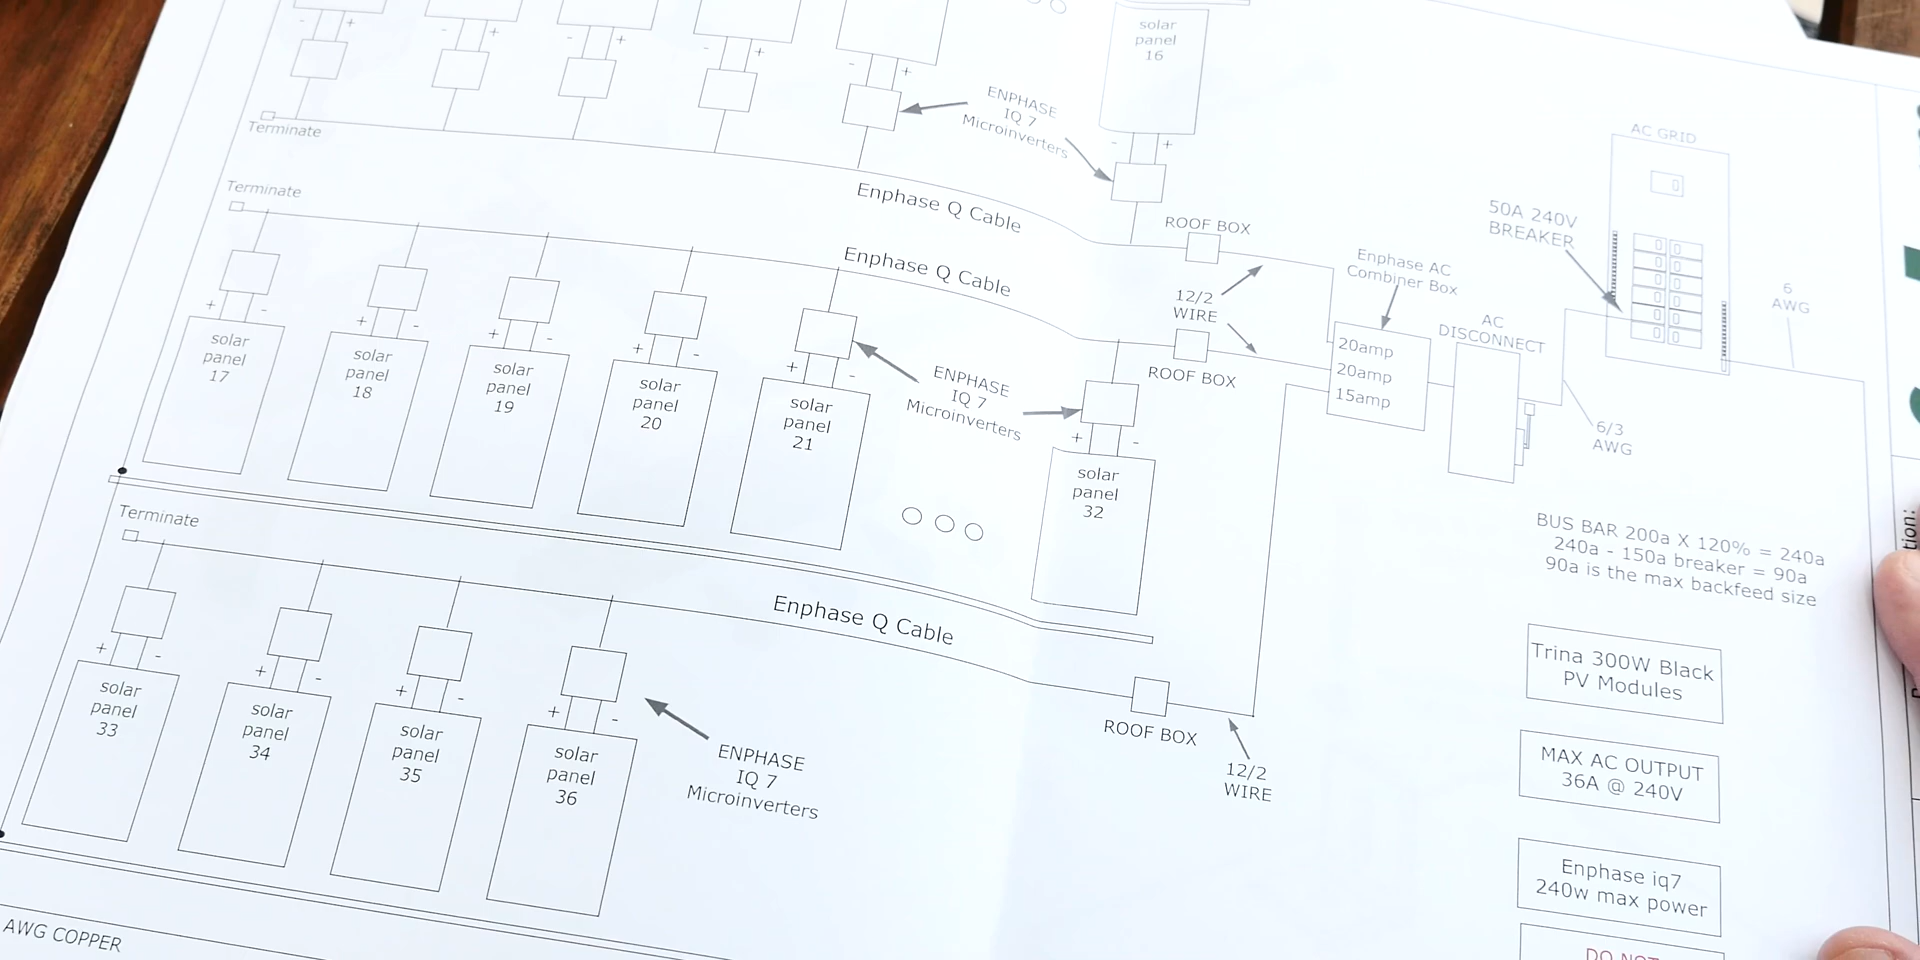 solar
panel
16
AC GRID
ENPHASE
IQ 7
Microinverters
Terminate
Terminate
Enphase Q Cable
ROOF BOX
50A 240V
BREAKER
Enphase Q Cable
Enphase AC
Combiner Box
12/2
WIRE
6
AWG
AC
DISCONNECT
20amp
20amp
15amp
ROOF BOX
6/3
AWG
solar
panel
17
solar
panel
18
solar
panel
19
solar
panel
20
solar
panel
21
ENPHASE
IQ 7
Microinverters
solar
panel
32
Terminate
BUS BAR 200a X 120% = 240a
240a - 150a breaker = 90a
90a is the max backfeed size
Enphase Q Cable
Trina 300W Black
PV Modules
solar
panel
33
solar
panel
34
solar
panel
35
solar
panel
36
ENPHASE
IQ 7
Microinverters
ROOF BOX
12/2
WIRE
MAX AC OUTPUT
36A @ 240V
Enphase iq7
240w max power
AWG COPPER
DO NOT